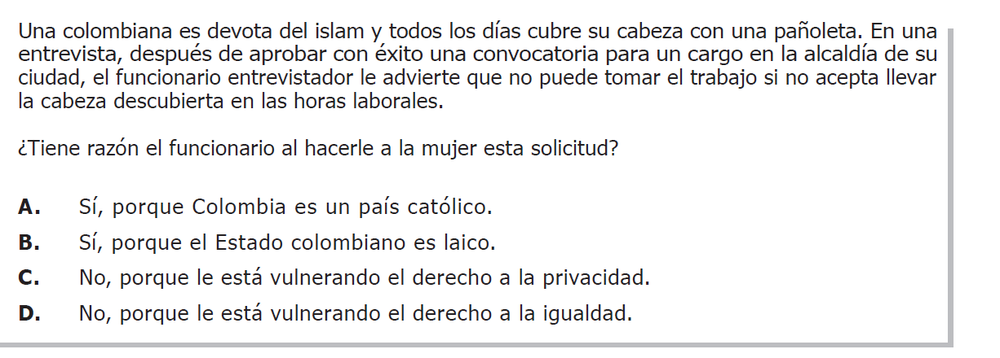 Una colombiana es devota del islam y todos los días cubre su cabeza con una pañoleta. En una
entrevista, después de aprobar con éxito una convocatoria para un cargo en la alcaldía de su
ciudad, el funcionario entrevistador le advierte que no puede tomar el trabajo si no acepta llevar
la cabeza descubierta en las horas laborales.
¿Tiene razón el funcionario al hacerle a la mujer esta solicitud?
A. Sí, porque Colombia es un país católico.
B. Sí, porque el Estado colombiano es laico.
C. No, porque le está vulnerando el derecho a la privacidad.
D. No, porque le está vulnerando el derecho a la igualdad.